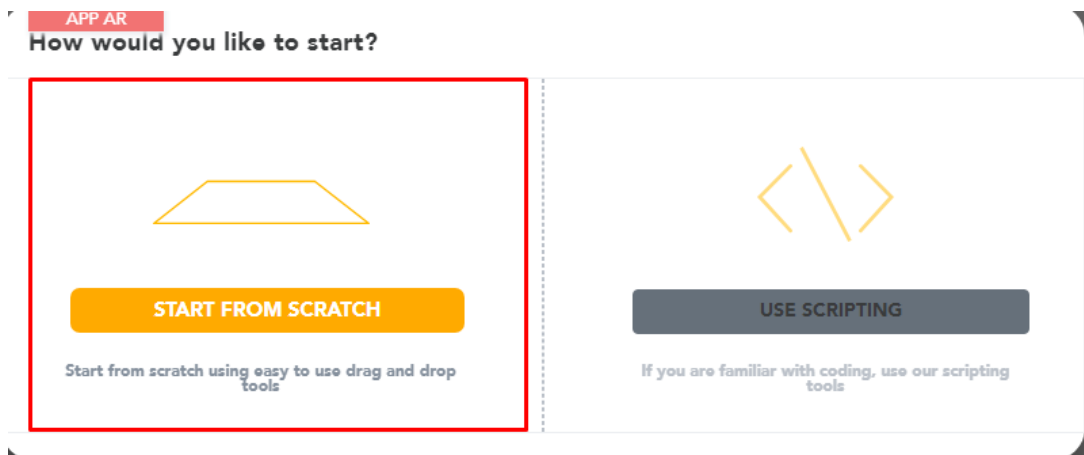 APP AR
How would you like to start?
START FROM SCRATCH
Start from scratch using easy to use drag and drop
tools
USE SCRIPTING
If you are familiar with coding, use our scripting
tools